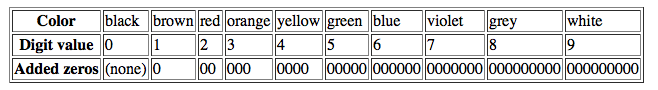 Color black brown red orange yellow green blue violet grey white
Digit value 0 1 2 3 4 5 6 7 8 9
Added zeros (none) 0 00 000 0000 00000 000000 0000000 000000000 000000000